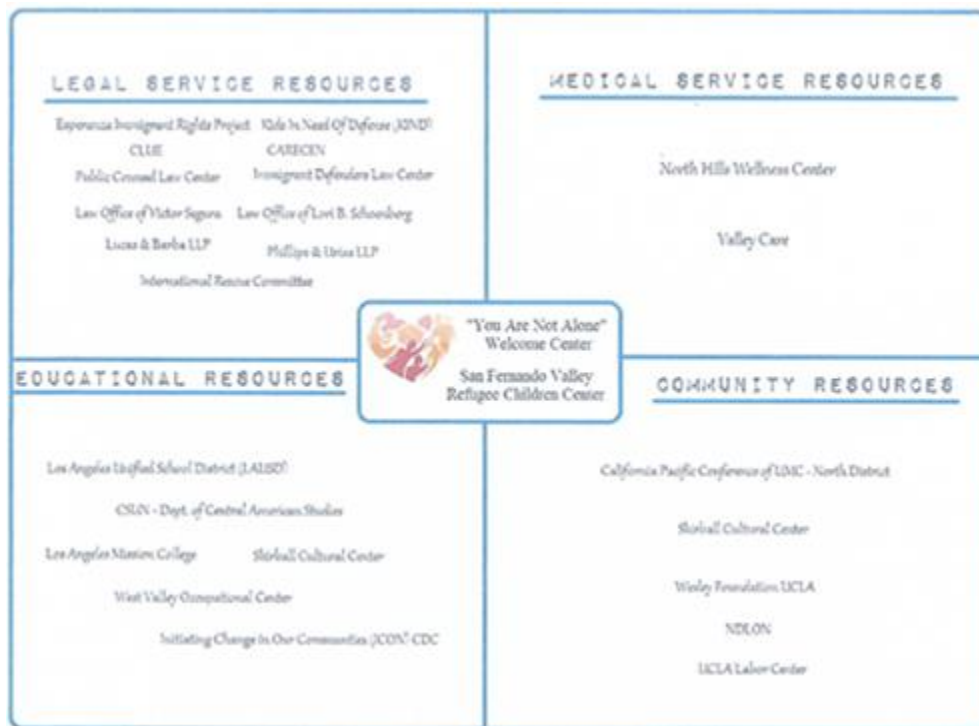 LEGAL SERVICE RESOURCES
Esperanza Immigrant Rights Project Kids In Need Of Defense (KIND)
CLUE CARECEN
Public Counsel Law Center Immigrant Defenders Law Center
Law Office of Victor Segura Law Office of Lori B. Schoenberg
Lucas & Barba LLP Phillips & Urias LLP
International Rescue Committee
MEDICAL SERVICE RESOURCES
North Hills Wellness Center
Valley Care
"You Are Not Alone"
Welcome Center
San Fernando Valley
Refugee Children Center
EDUCATIONAL RESOURCES
Los Angeles Unified School District (LAUSD)
CSUN - Dept. of Central American Studies
Los Angeles Mission College Skirball Cultural Center
West Valley Occupational Center
Initiating Change in Our Communities (ICON) CDC
COMMUNITY RESOURCES
California Pacific Conference of UMC - North District
Skirball Cultural Center
Wesley Foundation UCLA
NDLON
UCLA Labor Center